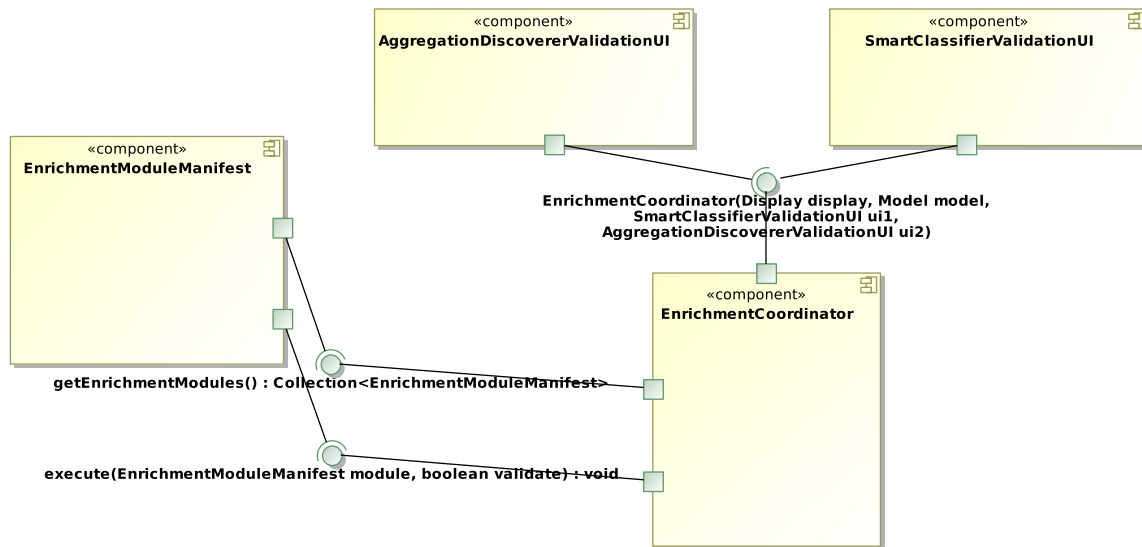 «component»
AggregationDiscovererValidationUI
«component»
SmartClassifierValidationUI
«component»
EnrichmentModuleManifest
EnrichmentCoordinator(Display display, Model model,
SmartClassifierValidationUI ui1,
AggregationDiscovererValidationUI ui2)
«component»
EnrichmentCoordinator
getEnrichmentModules() : Collection<EnrichmentModuleManifest>
execute(EnrichmentModuleManifest module, boolean validate) : void